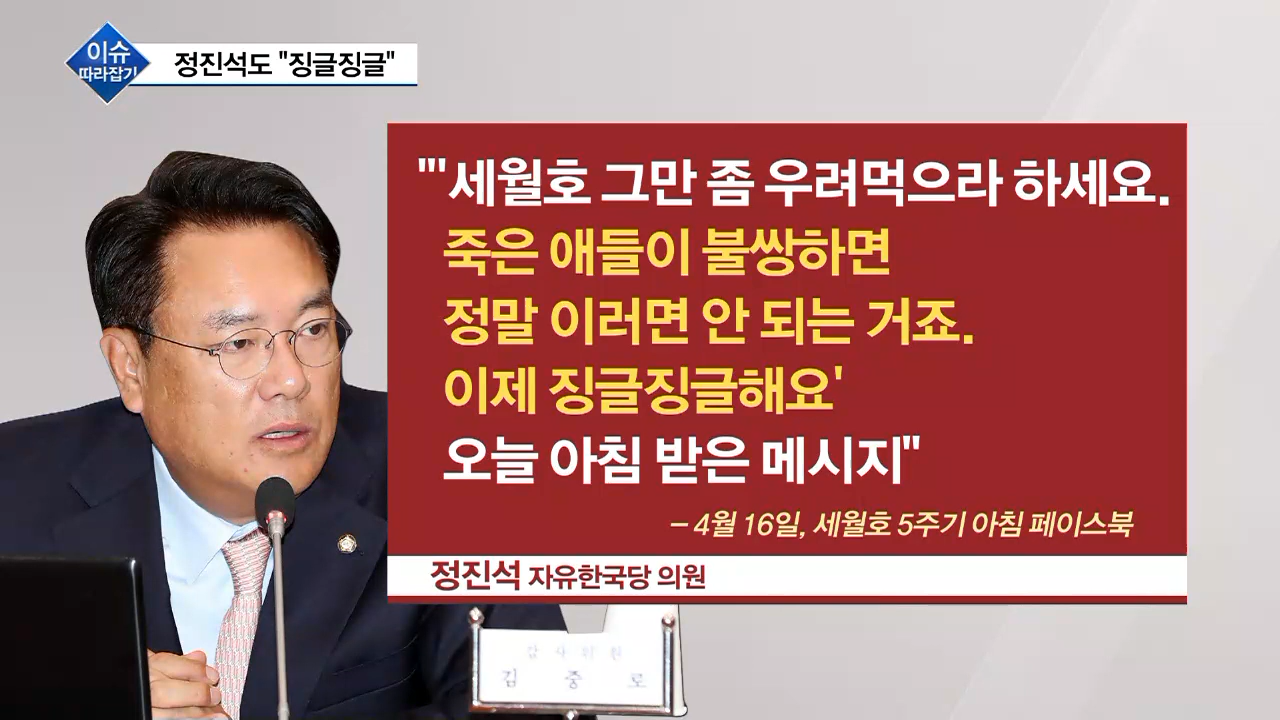 이슈
따라잡기
정진석도 "징글징글"
"'세월호 그만 좀 우려먹으라 하세요.
죽은 애들이 불쌍하면
정말 이러면 안 되는 거죠.
이제 징글징글해요'
오늘 아침 받은 메시지"
– 4월 16일, 세월호 5주기 아침 페이스북
정진석 자유한국당 의원
감사위원
김중로